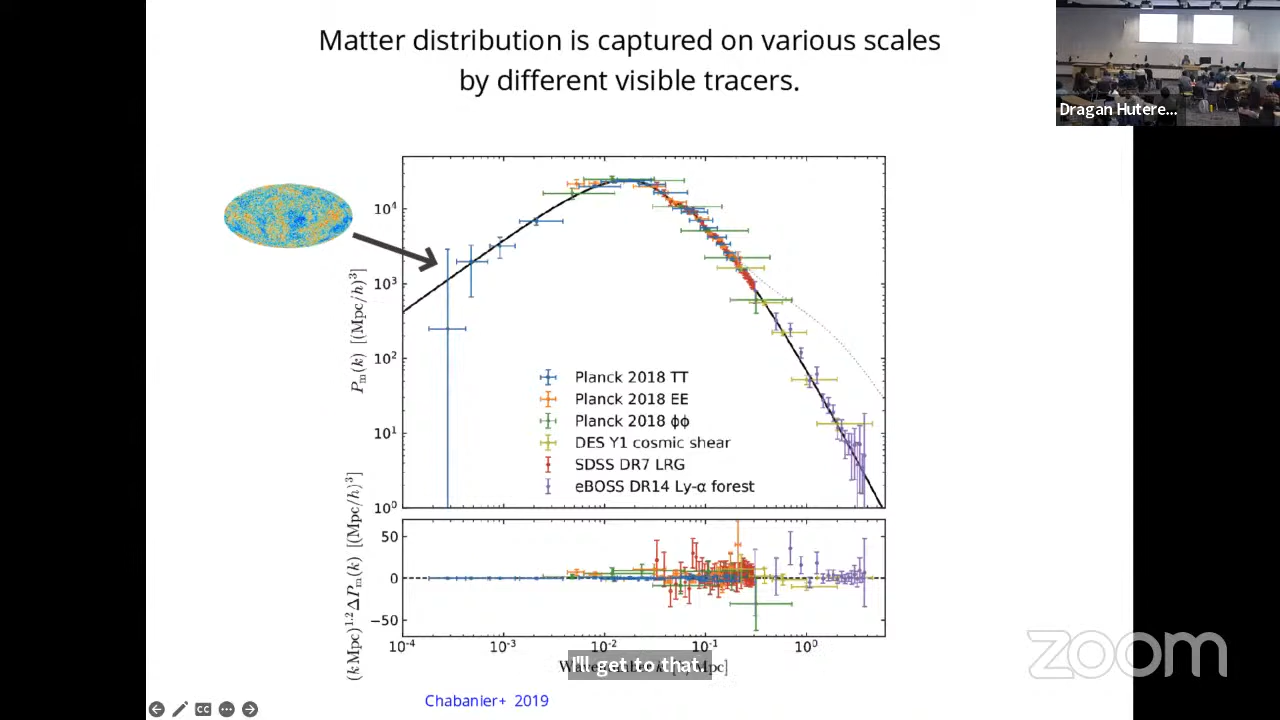 Matter distribution is captured on various scales
by different visible tracers.
Dragan Hutere...
10⁴
10³
10²
10¹
10⁰
P_m(k) [(Mpc/h)³]
Planck 2018 TT
Planck 2018 EE
Planck 2018 ϕϕ
DES Y1 cosmic shear
SDSS DR7 LRG
eBOSS DR14 Ly-α forest
50
0
−50
(k Mpc)^1.2 ΔP_m(k) [(Mpc/h)³]
10⁻⁴ 10⁻³ 10⁻² 10⁻¹ 10⁰
I'll get to that.
Chabanier+ 2019
CC
zoom